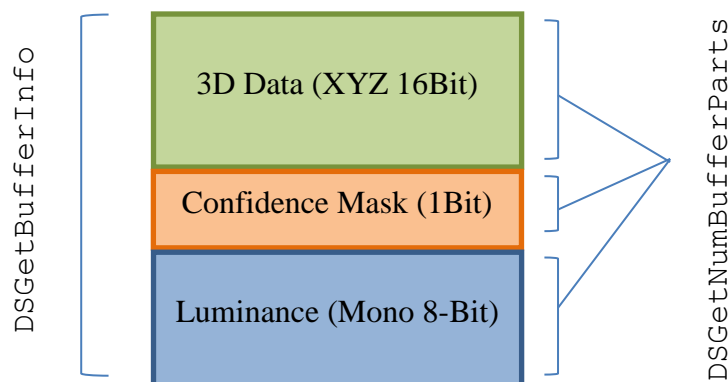 DSGetBufferInfo
3D Data (XYZ 16Bit)
Confidence Mask (1Bit)
Luminance (Mono 8-Bit)
DSGetNumBufferParts